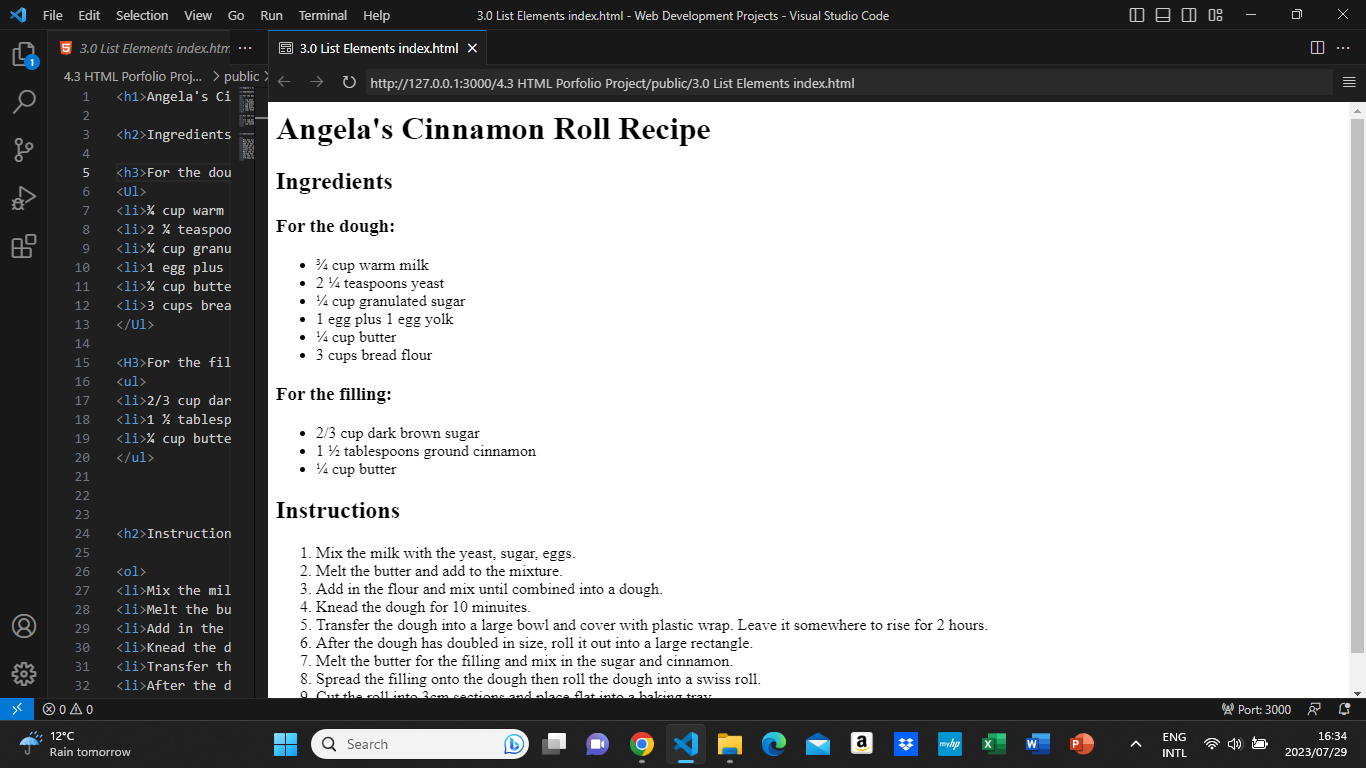 File Edit Selection View Go Run Terminal Help
3.0 List Elements index.html - Web Development Projects - Visual Studio Code
3.0 List Elements index.htm ···
3.0 List Elements index.html
4.3 HTML Porfolio Proj... > public >
http://127.0.0.1:3000/4.3 HTML Porfolio Project/public/3.0 List Elements index.html
1
1 <h1>Angela's Ci
2
3 <h2>Ingredients
4
5 <h3>For the dou
6 <Ul>
7 <li>¾ cup warm
8 <li>2 ¼ teaspoo
9 <li>¼ cup granu
10 <li>1 egg plus
11 <li>¼ cup butte
12 <li>3 cups brea
13 </Ul>
14
15 <H3>For the fil
16 <ul>
17 <li>2/3 cup dar
18 <li>1 ½ tablesp
19 <li>¼ cup butte
20 </ul>
21
22
23
24 <h2>Instruction
25
26 <ol>
27 <li>Mix the mil
28 <li>Melt the bu
29 <li>Add in the
30 <li>Knead the d
31 <li>Transfer th
32 <li>After the d
Angela's Cinnamon Roll Recipe
Ingredients
For the dough:
• ¾ cup warm milk
• 2 ¼ teaspoons yeast
• ¼ cup granulated sugar
• 1 egg plus 1 egg yolk
• ¼ cup butter
• 3 cups bread flour
For the filling:
• 2/3 cup dark brown sugar
• 1 ½ tablespoons ground cinnamon
• ¼ cup butter
Instructions
1. Mix the milk with the yeast, sugar, eggs.
2. Melt the butter and add to the mixture.
3. Add in the flour and mix until combined into a dough.
4. Knead the dough for 10 minuites.
5. Transfer the dough into a large bowl and cover with plastic wrap. Leave it somewhere to rise for 2 hours.
6. After the dough has doubled in size, roll it out into a large rectangle.
7. Melt the butter for the filling and mix in the sugar and cinnamon.
8. Spread the filling onto the dough then roll the dough into a swiss roll.
9. Cut the roll into 3cm sections and place flat into a baking tray.
0 0
Port: 3000
12°C
Rain tomorrow
Search
a
myhp
X
W
P
ENG
INTL
16:34
2023/07/29